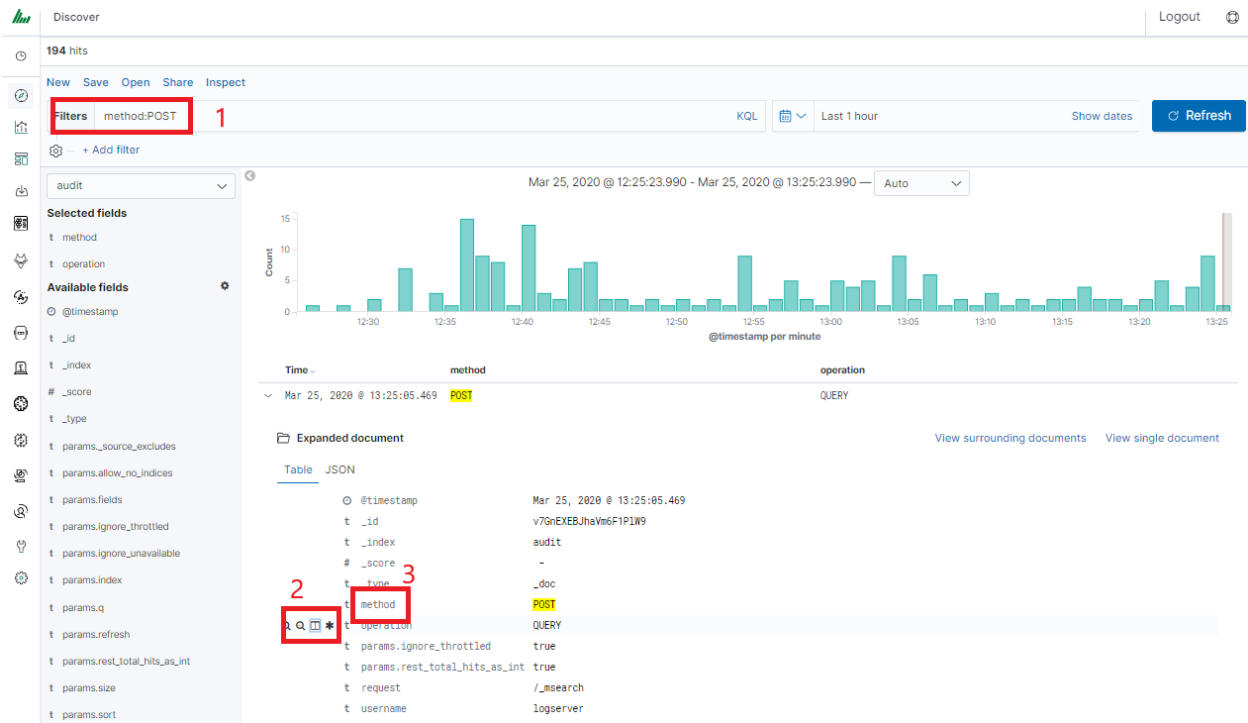 Discover
Logout
194 hits
New Save Open Share Inspect
Filters method:POST 1 KQL Last 1 hour Show dates Refresh
+ Add filter
audit
Mar 25, 2020 @ 12:25:23.990 - Mar 25, 2020 @ 13:25:23.990 — Auto
Selected fields
t method
t operation
Available fields
@timestamp
t _id
t _index
# _score
t _type
t params._source_excludes
t params.allow_no_indices
t params.fields
t params.ignore_throttled
t params.ignore_unavailable
t params.index
t params.q
t params.refresh
t params.rest_total_hits_as_int
t params.size
t params.sort
Count
15
10
5
0
12:30 12:35 12:40 12:45 12:50 12:55 13:00 13:05 13:10 13:15 13:20 13:25
@timestamp per minute
Time method operation
Mar 25, 2020 @ 13:25:05.469 POST QUERY
Expanded document View surrounding documents View single document
Table JSON
@timestamp Mar 25, 2020 @ 13:25:05.469
t _id v7GnEXEBJhaVm6F1PlW9
t _index audit
# _score -
t _type _doc
3
t method POST
2
t operation QUERY
t params.ignore_throttled true
t params.rest_total_hits_as_int true
t request /_msearch
t username logserver